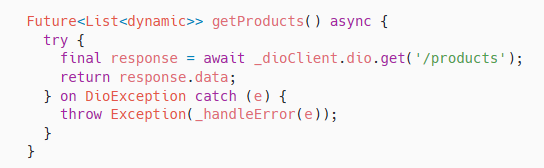 Future<List<dynamic>> getProducts() async {
  try {
    final response = await _dioClient.dio.get('/products');
    return response.data;
  } on DioException catch (e) {
    throw Exception(_handleError(e));
  }
}